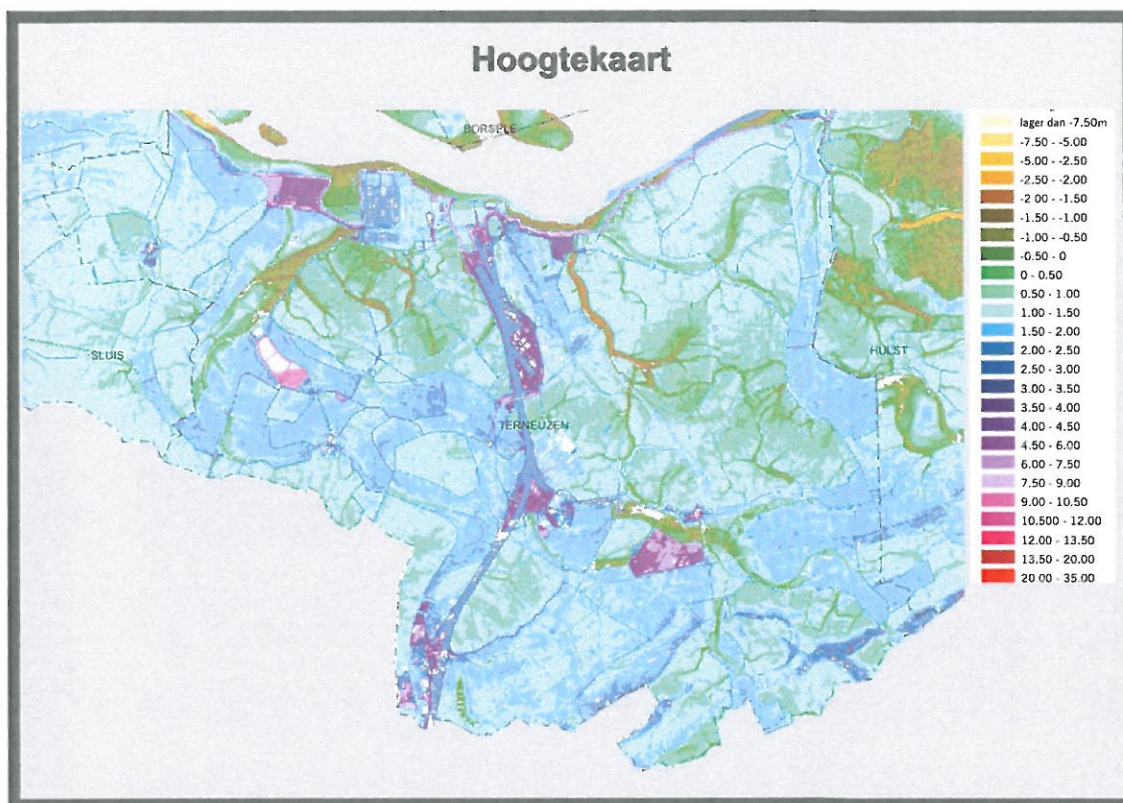 Hoogtekaart
BORSELE
SLUIS
HULST
TERNEUZEN
lager dan -7.50m
-7.50 - -5.00
-5.00 - -2.50
-2.50 - -2.00
-2.00 - -1.50
-1.50 - -1.00
-1.00 - -0.50
-0.50 - 0
0 - 0.50
0.50 - 1.00
1.00 - 1.50
1.50 - 2.00
2.00 - 2.50
2.50 - 3.00
3.00 - 3.50
3.50 - 4.00
4.00 - 4.50
4.50 - 6.00
6.00 - 7.50
7.50 - 9.00
9.00 - 10.50
10.500 - 12.00
12.00 - 13.50
13.50 - 20.00
20.00 - 35.00